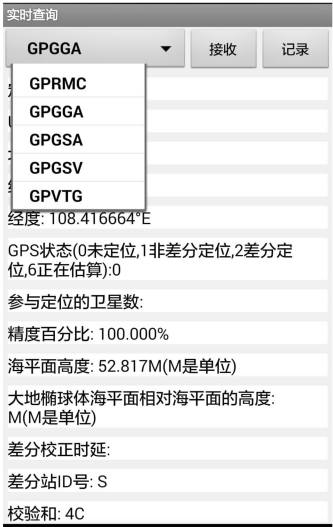 实时查询
GPGGA
接收
记录
GPRMC
GPGGA
GPGSA
GPGSV
GPVTG
经度: 108.416664°E
GPS状态(0未定位,1非差分定位,2差分定
位,6正在估算):0
参与定位的卫星数:
精度百分比: 100.000%
海平面高度: 52.817M(M是单位)
大地椭球体海平面相对海平面的高度:
M(M是单位)
差分校正时延:
差分站ID号: S
校验和: 4C